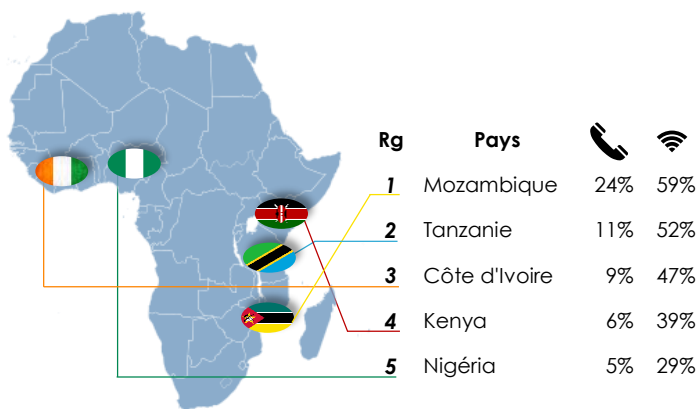 Rg Pays
1 Mozambique 24% 59%
2 Tanzanie 11% 52%
3 Côte d'Ivoire 9% 47%
4 Kenya 6% 39%
5 Nigéria 5% 29%